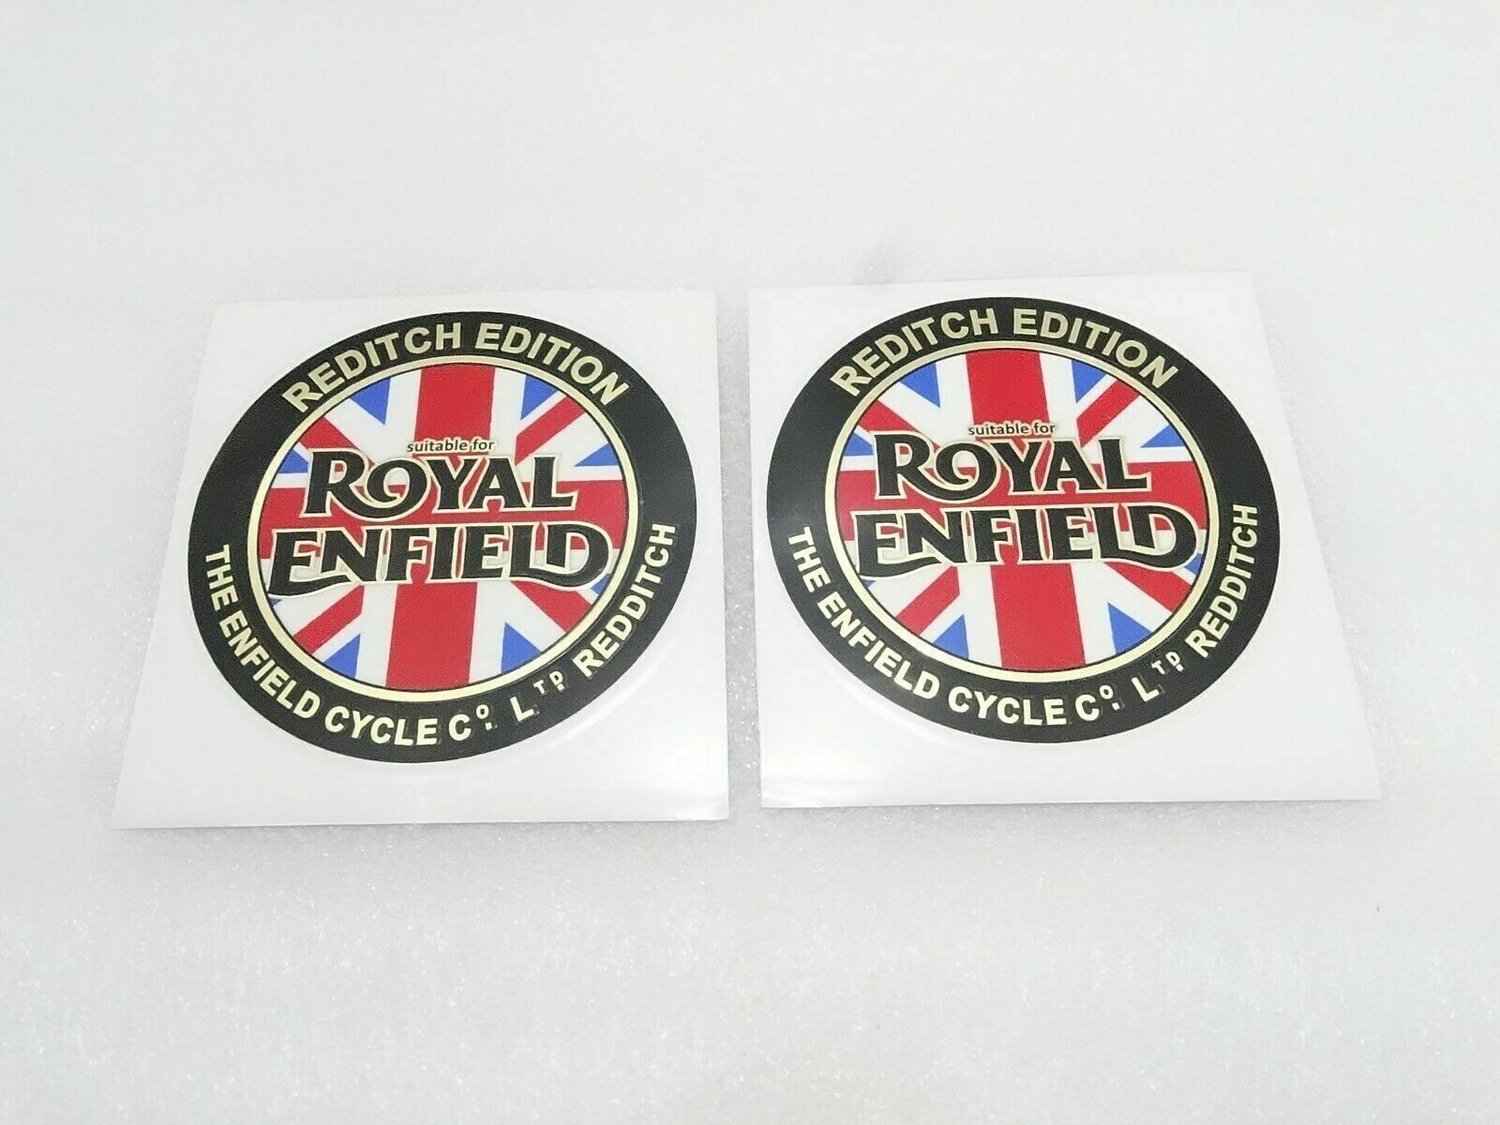 REDITCH EDITION
suitable for
ROYAL
ENFIELD
THE ENFIELD CYCLE Cº. LTD REDDITCH
REDITCH EDITION
suitable for
ROYAL
ENFIELD
THE ENFIELD CYCLE Cº. LTD REDDITCH